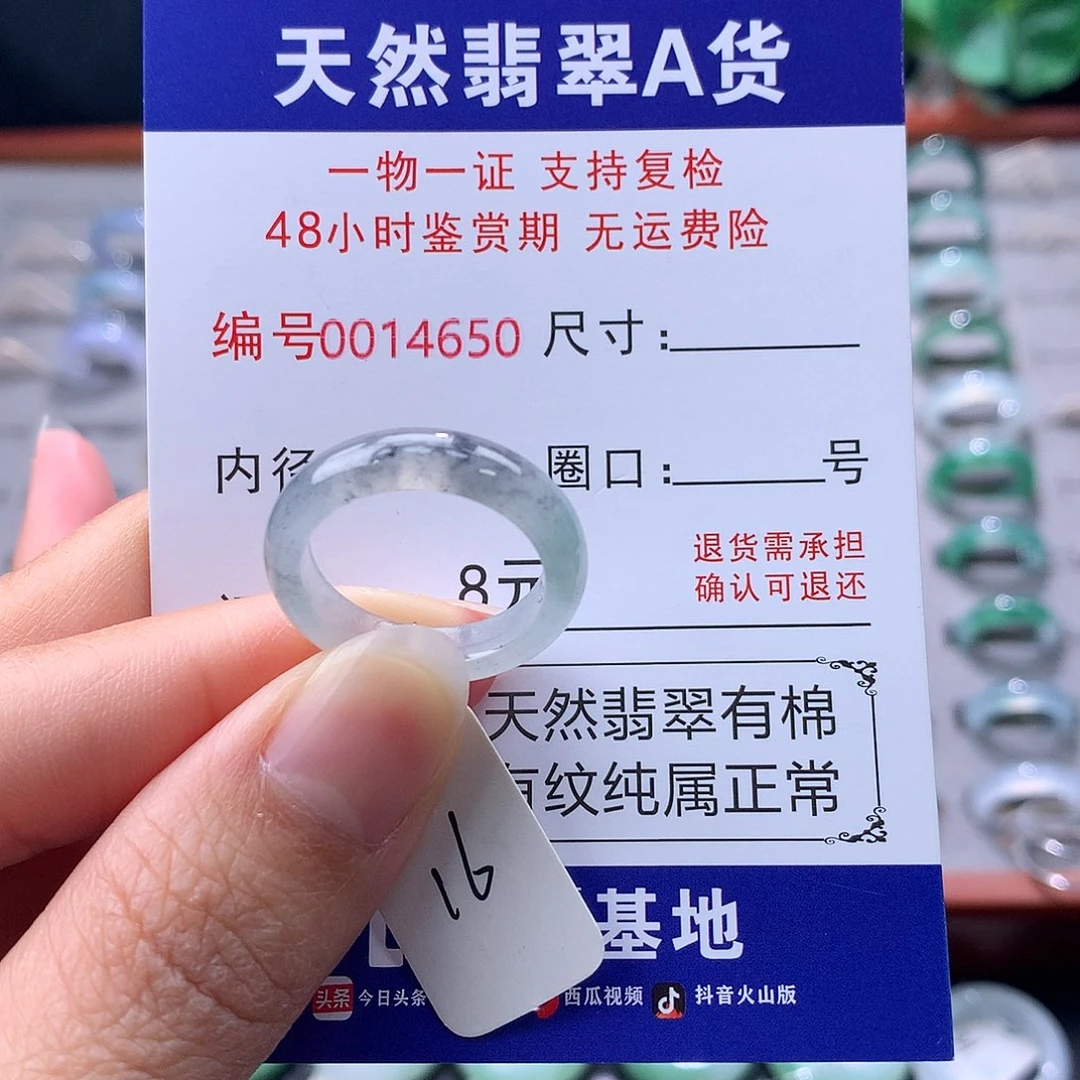 天然翡翠A货
一物一证 支持复检
48小时鉴赏期 无运费险
编号0014650 尺寸:
内径 圈口: 号
退货需承担
8元
确认可退还
天然翡翠有棉
有纹纯属正常
基地
头条 今日头条 西瓜视频 抖音火山版
16